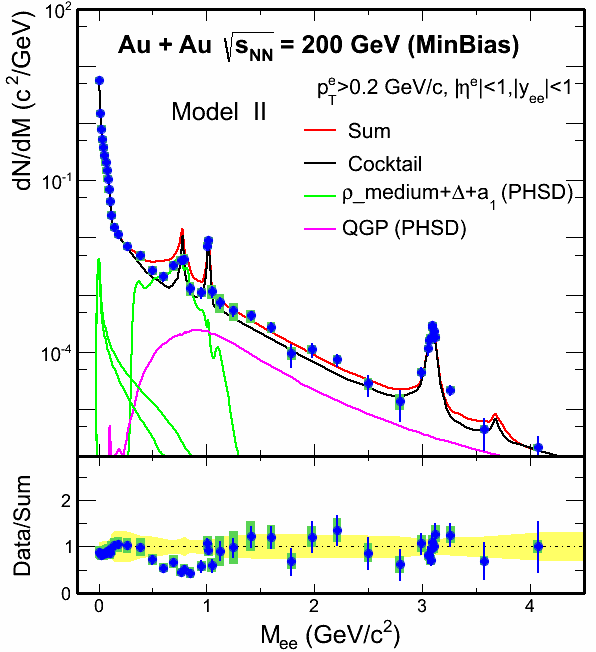 Au + Au √s_NN = 200 GeV (MinBias)
p_T^e>0.2 GeV/c, |η^e|<1,|y_ee|<1
Model II
Sum
Cocktail
ρ_medium+Δ+a_1 (PHSD)
QGP (PHSD)
dN/dM (c^2/GeV)
10
10^-1
10^-4
Data/Sum
2
1
0
0 1 2 3 4
M_ee (GeV/c^2)